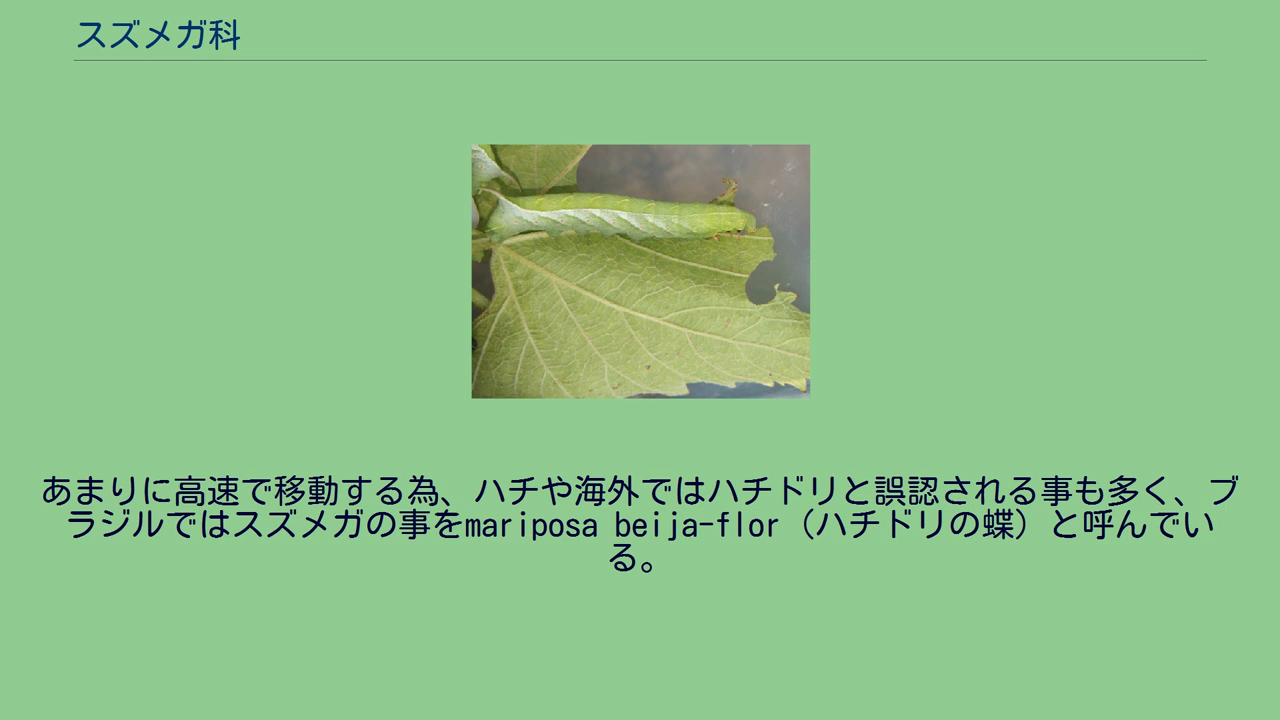 スズメガ科
あまりに高速で移動する為、ハチや海外ではハチドリと誤認される事も多く、ブ
ラジルではスズメガの事をmariposa beija-flor（ハチドリの蝶）と呼んでい
る。